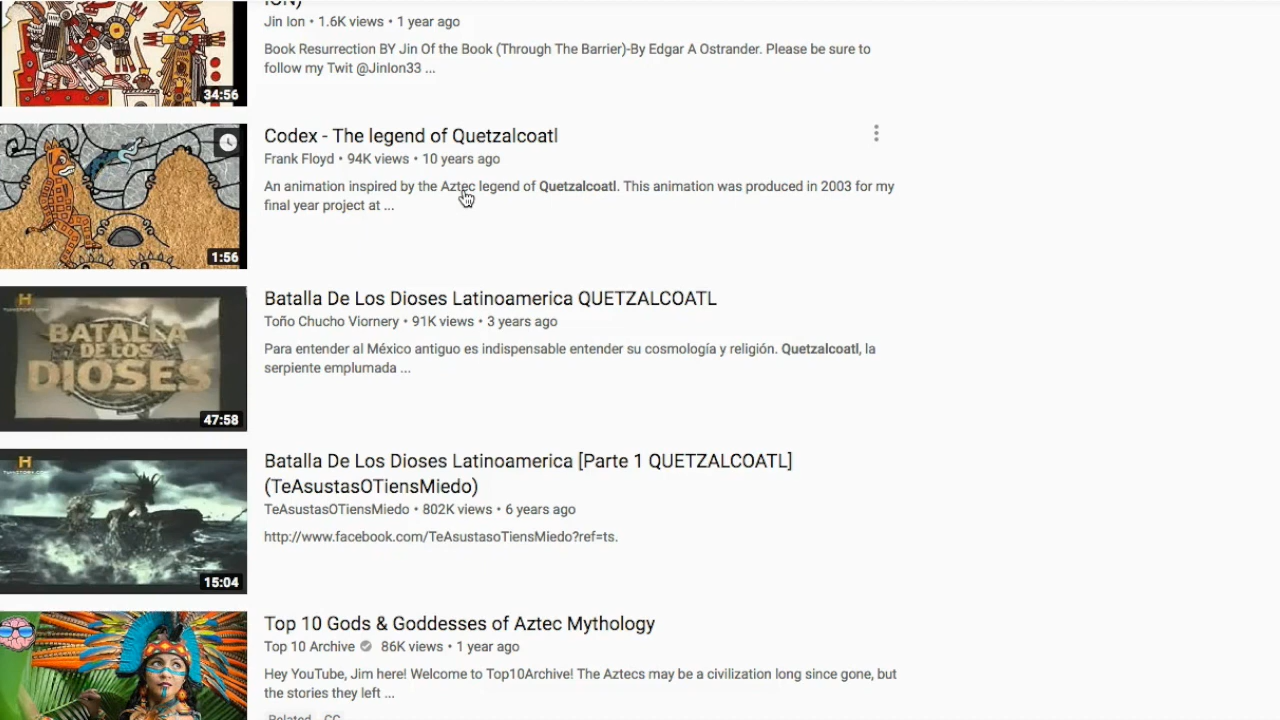 ION)
Jin Ion • 1.6K views • 1 year ago
Book Resurrection BY Jin Of the Book (Through The Barrier)-By Edgar A Ostrander. Please be sure to
follow my Twit @JinIon33 ...
34:56
Codex - The legend of Quetzalcoatl
Frank Floyd • 94K views • 10 years ago
An animation inspired by the Aztec legend of Quetzalcoatl. This animation was produced in 2003 for my
final year project at ...
1:56
Batalla De Los Dioses Latinoamerica QUETZALCOATL
Toño Chucho Viornery • 91K views • 3 years ago
Para entender al México antiguo es indispensable entender su cosmología y religión. Quetzalcoatl, la
serpiente emplumada ...
H
BATALLA
DE LOS
DIOSES
47:58
Batalla De Los Dioses Latinoamerica [Parte 1 QUETZALCOATL]
(TeAsustasOTiensMiedo)
TeAsustasOTiensMiedo • 802K views • 6 years ago
http://www.facebook.com/TeAsustasoTiensMiedo?ref=ts.
H
15:04
Top 10 Gods & Goddesses of Aztec Mythology
Top 10 Archive 86K views • 1 year ago
Hey YouTube, Jim here! Welcome to Top10Archive! The Aztecs may be a civilization long since gone, but
the stories they left ...
Related CC